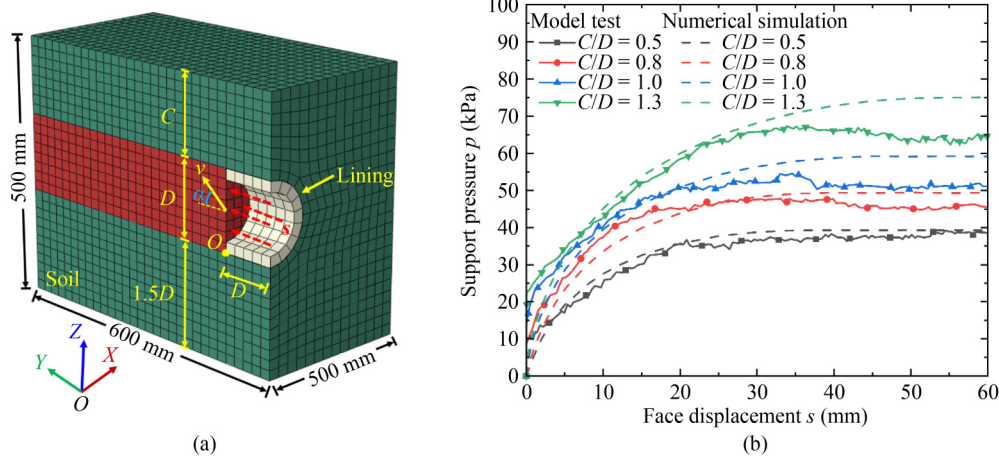 500 mm
C
Lining
v
α
D
s
O
D
Soil
1.5D
600 mm
500 mm
Z
Y
X
O
(a)
Model test
Numerical simulation
C/D = 0.5
C/D = 0.5
C/D = 0.8
C/D = 0.8
C/D = 1.0
C/D = 1.0
C/D = 1.3
C/D = 1.3
Support pressure p (kPa)
100
90
80
70
60
50
40
30
20
10
0
0 10 20 30 40 50 60
Face displacement s (mm)
(b)